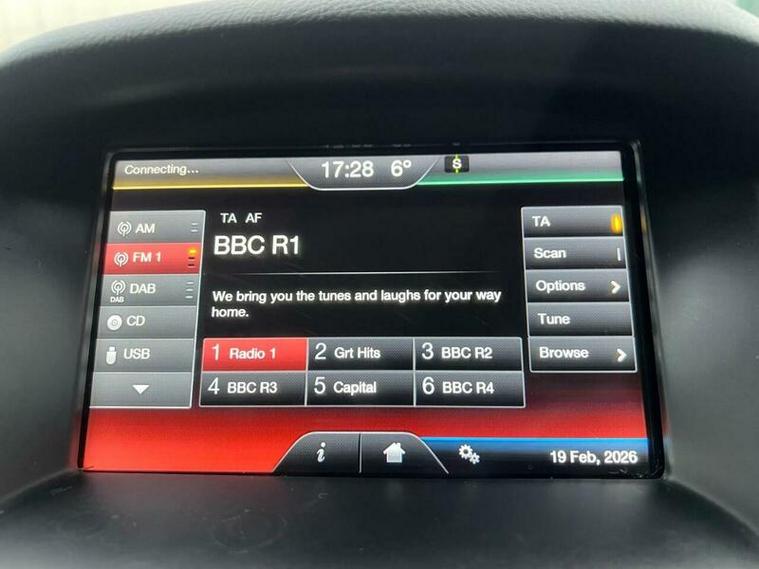 Connecting...
17:28 6°
S
TA AF
BBC R1
We bring you the tunes and laughs for your way
home.
AM
FM 1
DAB
DAB
CD
USB
1 Radio 1
2 Grt Hits
3 BBC R2
4 BBC R3
5 Capital
6 BBC R4
TA
Scan
Options
Tune
Browse
i
19 Feb, 2026